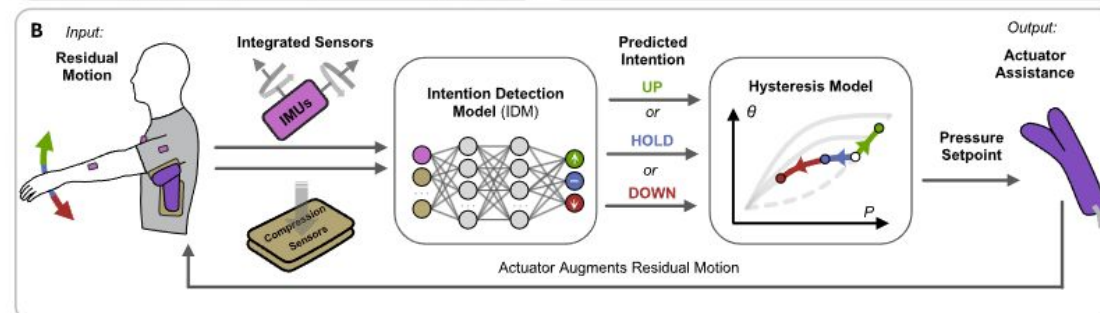 B
Input:
Residual
Motion
Integrated Sensors
IMUs
Compression
Sensors
Intention Detection
Model (IDM)
Predicted
Intention
UP
or
HOLD
or
DOWN
Hysteresis Model
θ
P
Pressure
Setpoint
Output:
Actuator
Assistance
Actuator Augments Residual Motion